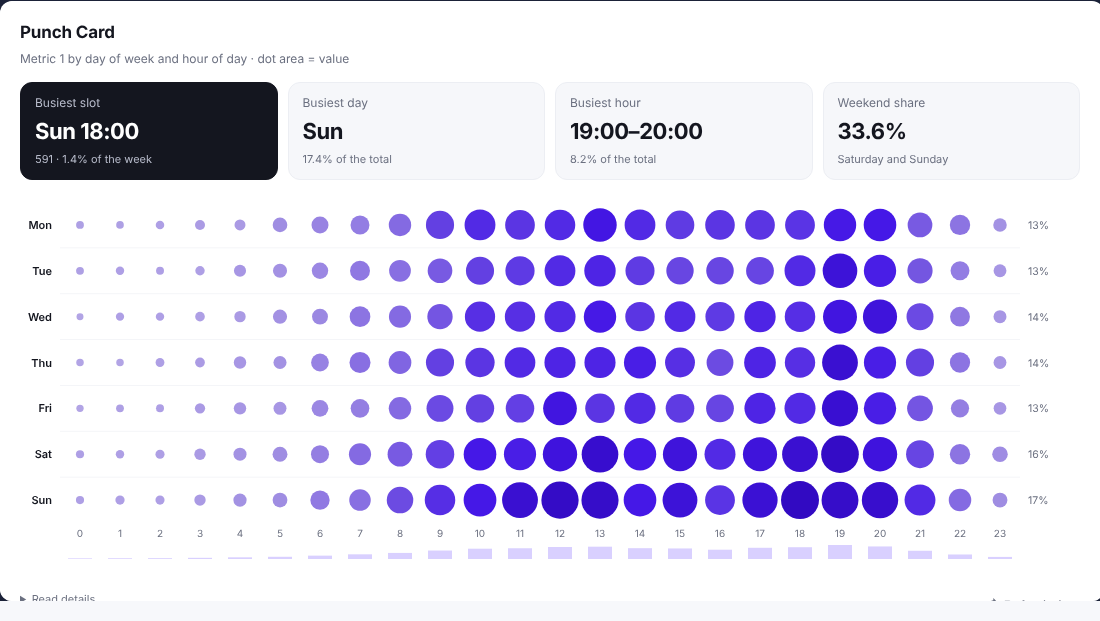 Punch Card
Metric 1 by day of week and hour of day · dot area = value
Busiest slot
Sun 18:00
591 · 1.4% of the week
Busiest day
Sun
17.4% of the total
Busiest hour
19:00–20:00
8.2% of the total
Weekend share
33.6%
Saturday and Sunday
Mon 13%
Tue 13%
Wed 14%
Thu 14%
Fri 13%
Sat 16%
Sun 17%
0 1 2 3 4 5 6 7 8 9 10 11 12 13 14 15 16 17 18 19 20 21 22 23
Read details